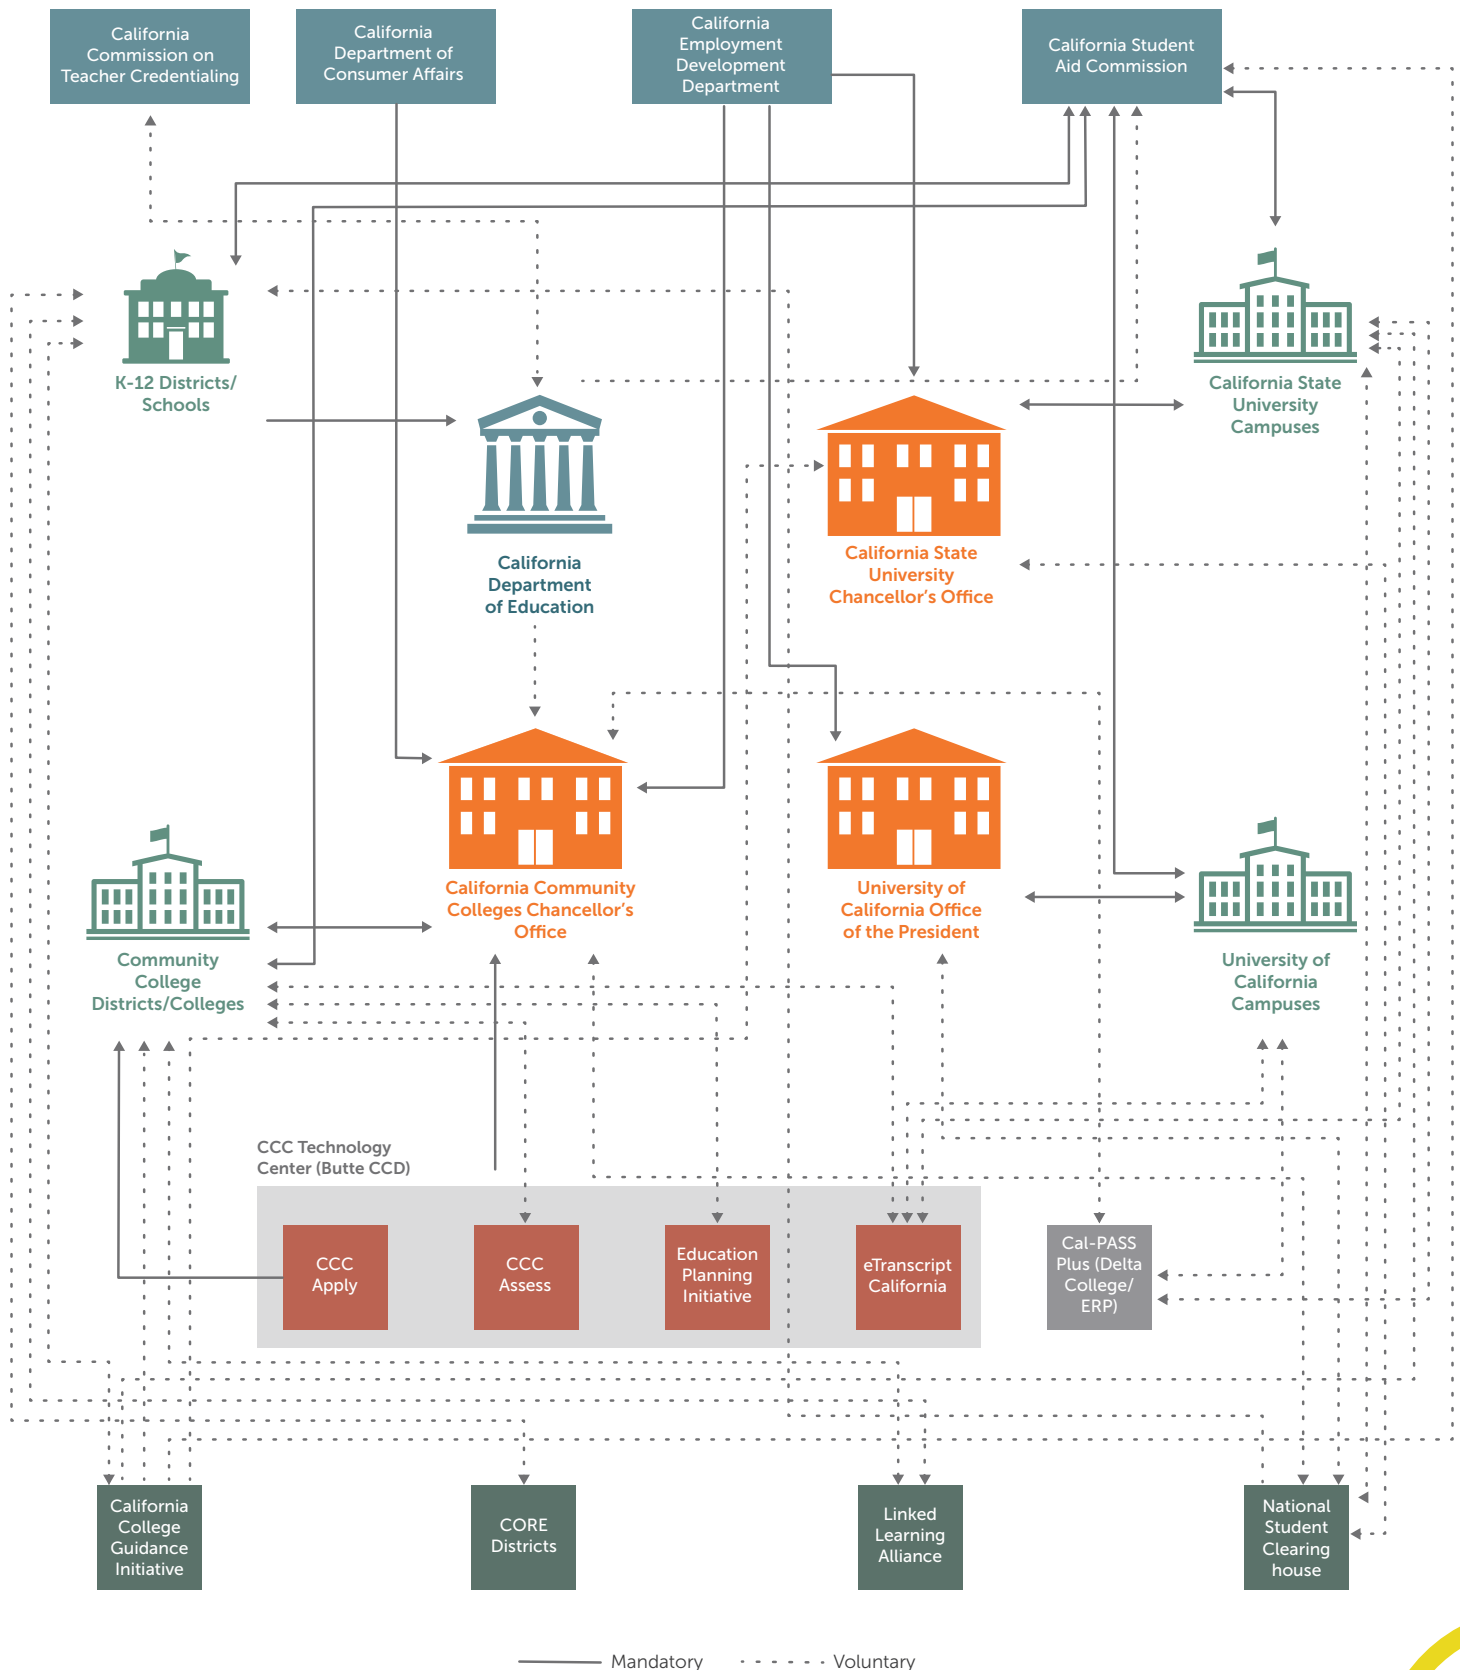 California
Commission on
Teacher Credentialing
California
Department of
Consumer Affairs
California
Employment
Development
Department
California Student
Aid Commission
K-12 Districts/
Schools
California State
University
Campuses
California
Department
of Education
California State
University
Chancellor's Office
California Community
Colleges Chancellor's
Office
University of
California Office
of the President
Community
College
Districts/Colleges
University of
California
Campuses
CCC Technology
Center (Butte CCD)
CCC
Apply
CCC
Assess
Education
Planning
Initiative
eTranscript
California
Cal-PASS
Plus (Delta
College/
ERP)
California
College
Guidance
Initiative
CORE
Districts
Linked
Learning
Alliance
National
Student
Clearing
house
Mandatory
Voluntary